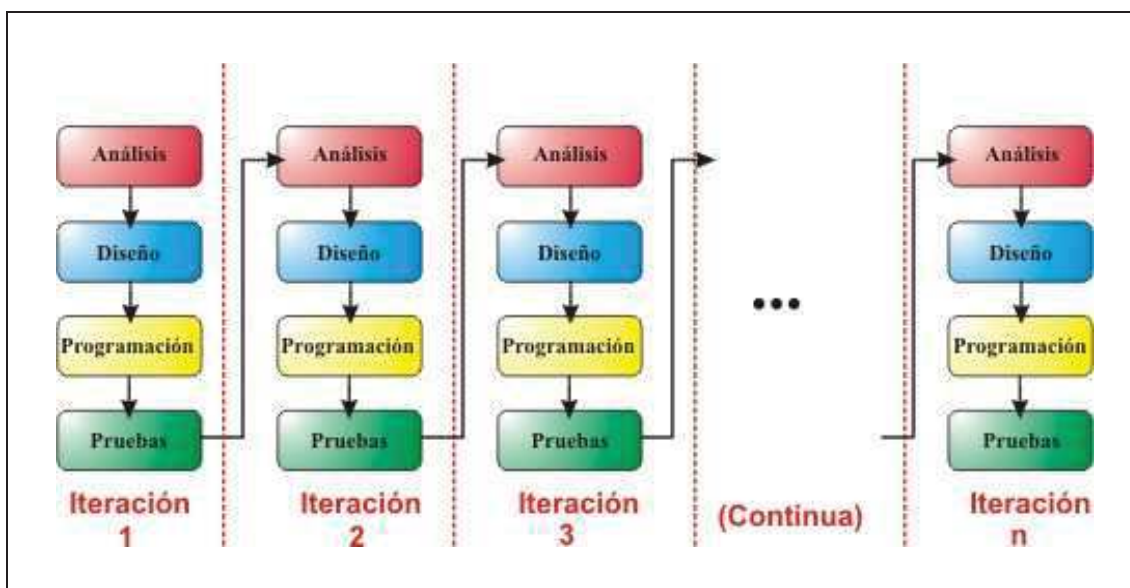 Análisis
Diseño
Programación
Pruebas
Iteración
1
Análisis
Diseño
Programación
Pruebas
Iteración
2
Análisis
Diseño
Programación
Pruebas
Iteración
3
...
(Continua)
Análisis
Diseño
Programación
Pruebas
Iteración
n